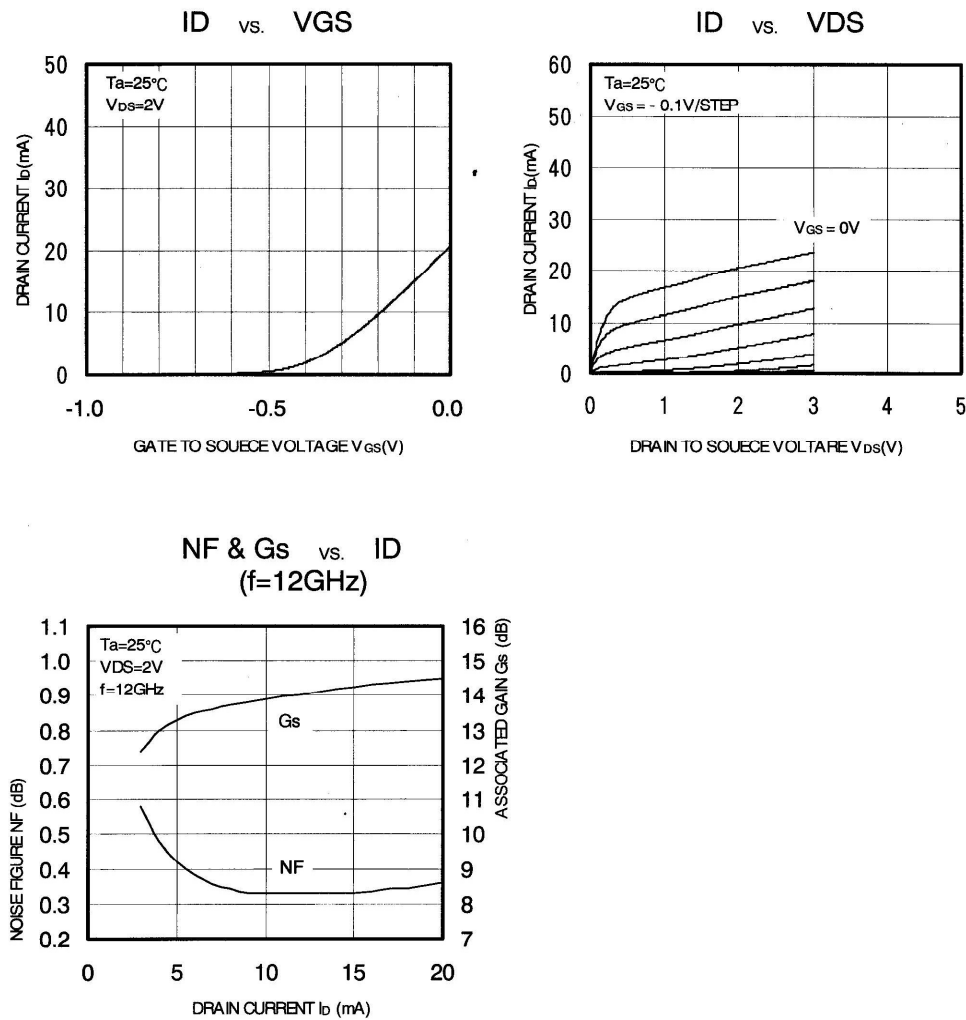 ID vs. VGS
50
40
30
20
10
0
DRAIN CURRENT ID(mA)
Ta=25℃
VDS=2V
-1.0
-0.5
0.0
GATE TO SOUECE VOLTAGE VGS(V)
ID vs. VDS
60
50
40
30
20
10
0
DRAIN CURRENT ID(mA)
Ta=25℃
VGS = - 0.1V/STEP
VGS = 0V
0
1
2
3
4
5
DRAIN TO SOUECE VOLTARE VDS(V)
NF & Gs vs. ID
(f=12GHz)
1.1
1.0
0.9
0.8
0.7
0.6
0.5
0.4
0.3
0.2
NOISE FIGURE NF (dB)
Ta=25℃
VDS=2V
f=12GHz
Gs
NF
16
15
14
13
12
11
10
9
8
7
ASSOCIATED GAIN Gs (dB)
0
5
10
15
20
DRAIN CURRENT ID (mA)